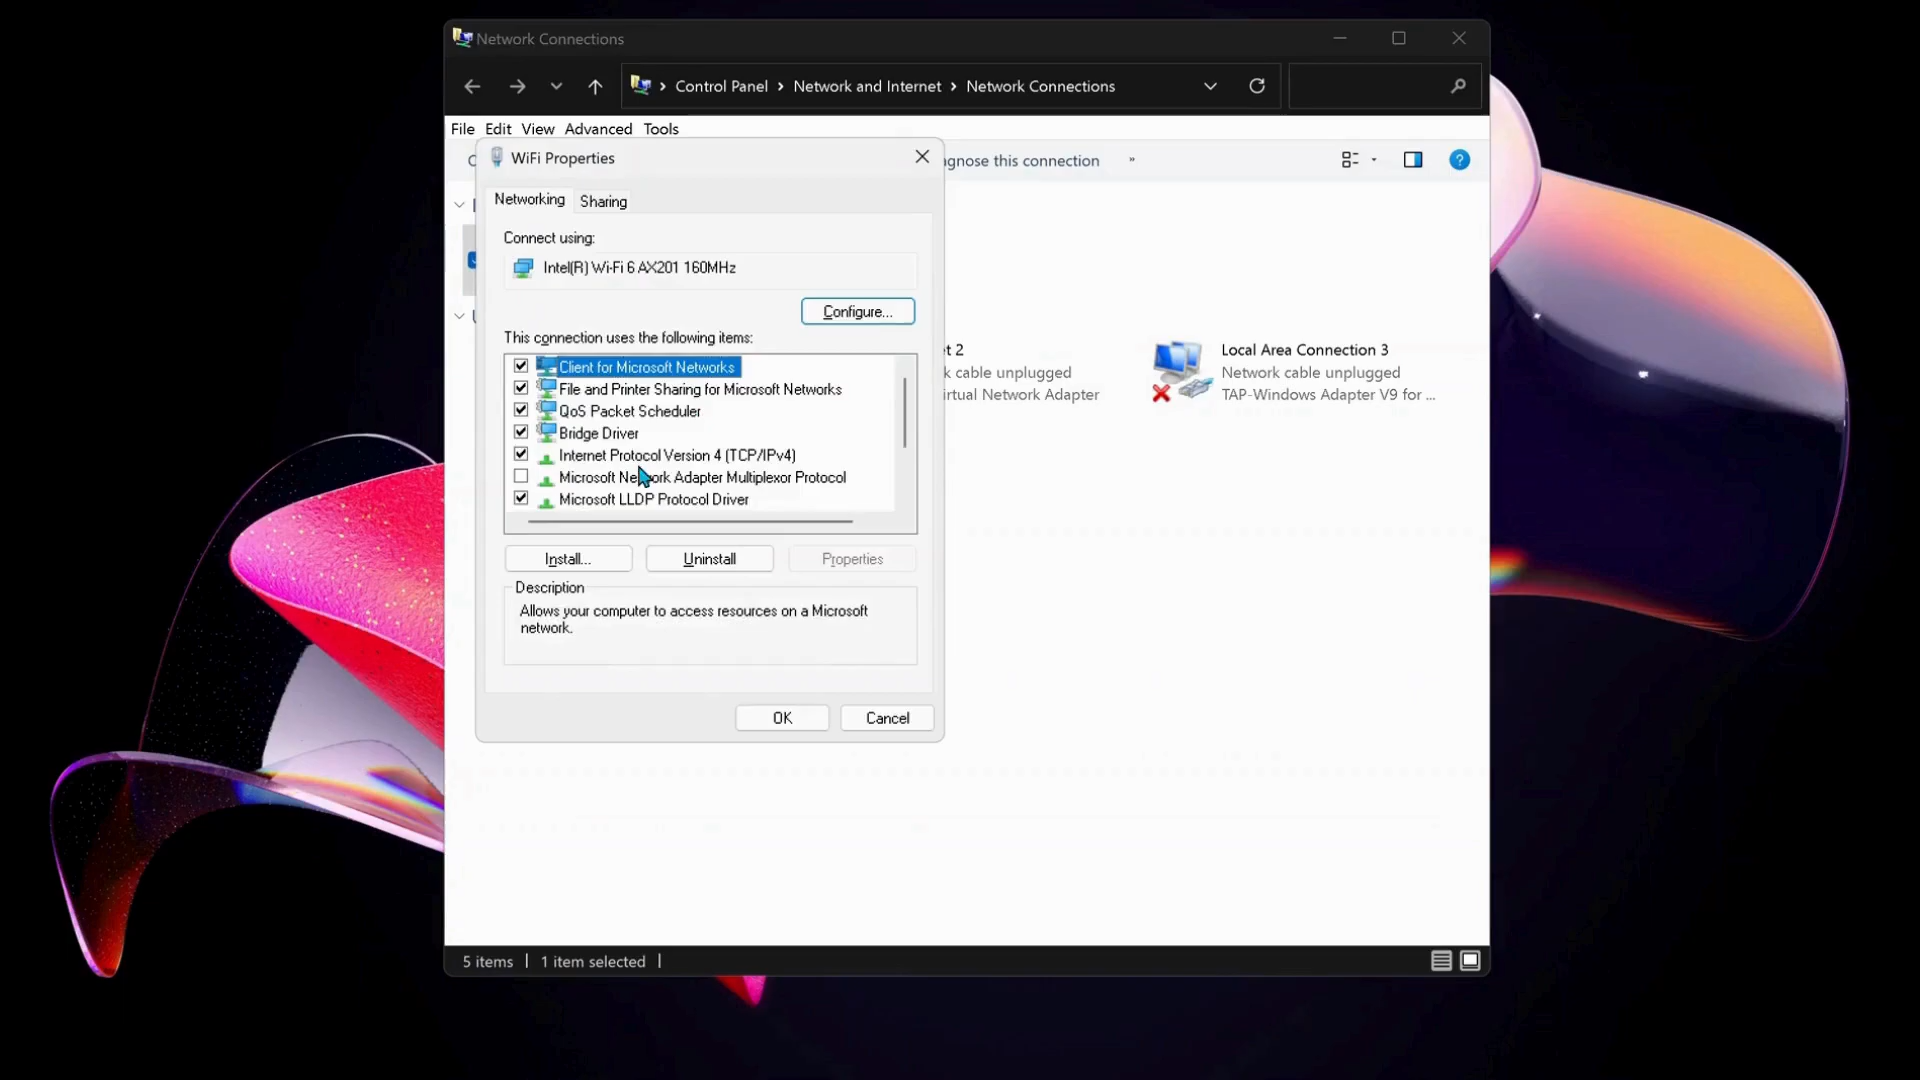 Network Connections
Control Panel > Network and Internet > Network Connections
File Edit View Advanced Tools
WiFi Properties
agnose this connection »
Networking Sharing
Connect using:
Intel(R) Wi-Fi 6 AX201 160MHz
Configure...
This connection uses the following items:
Client for Microsoft Networks
File and Printer Sharing for Microsoft Networks
QoS Packet Scheduler
Bridge Driver
Internet Protocol Version 4 (TCP/IPv4)
Microsoft Network Adapter Multiplexor Protocol
Microsoft LLDP Protocol Driver
Install... Uninstall Properties
Description
Allows your computer to access resources on a Microsoft
network.
OK Cancel
t 2
k cable unplugged
irtual Network Adapter
Local Area Connection 3
Network cable unplugged
TAP-Windows Adapter V9 for ...
5 items | 1 item selected |